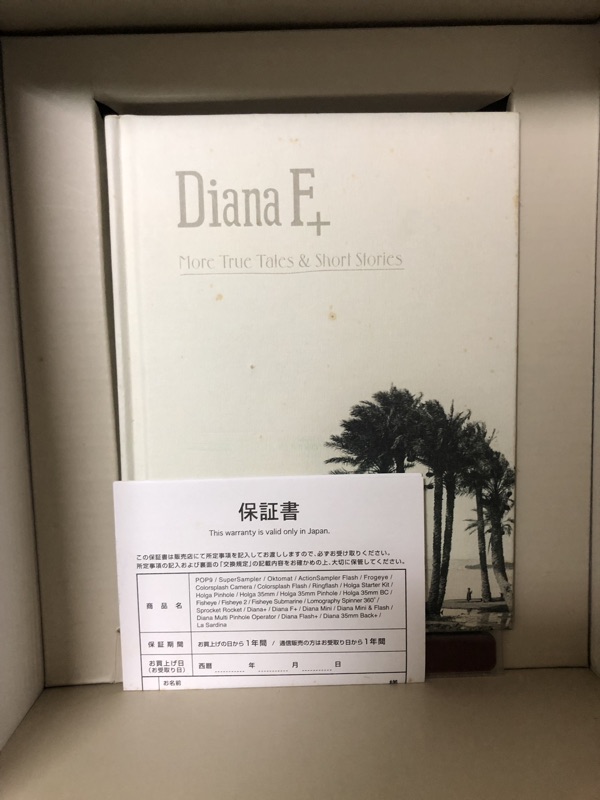 Diana F+
More True Tales & Short Stories
保証書
This warranty is valid only in Japan.
この保証書は販売店にて所定事項を記入してお渡ししますので、必ずお受け取りください。
所定事項の記入および裏面の「交換規定」の記載内容をお確かめの上、大切に保管してください。
商品名
POP9 / SuperSampler / Oktomat / ActionSampler Flash / Frogeye /
Colorsplash Camera / Colorsplash Flash / Ringflash / Holga Starter Kit /
Holga Pinhole / Holga 35mm / Holga 35mm Pinhole / Holga 35mm BC /
Fisheye / Fisheye 2 / Fisheye Submarine / Lomography Spinner 360° /
Sprocket Rocket / Diana+ / Diana F+ / Diana Mini / Diana Mini & Flash /
Diana Multi Pinhole Operator / Diana Flash+ / Diana 35mm Back+ /
La Sardina
保証期間 お買上げの日から1年間 / 通信販売の方はお受取り日から1年間
お買上げ日
(お受取り日)
西暦 年 月 日
お名前 様